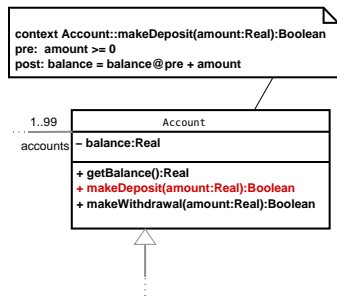 context Account::makeDeposit(amount:Real):Boolean
pre: amount >= 0
post: balance = balance@pre + amount
1..99
Account
accounts
– balance:Real
+ getBalance():Real
+ makeDeposit(amount:Real):Boolean
+ makeWithdrawal(amount:Real):Boolean